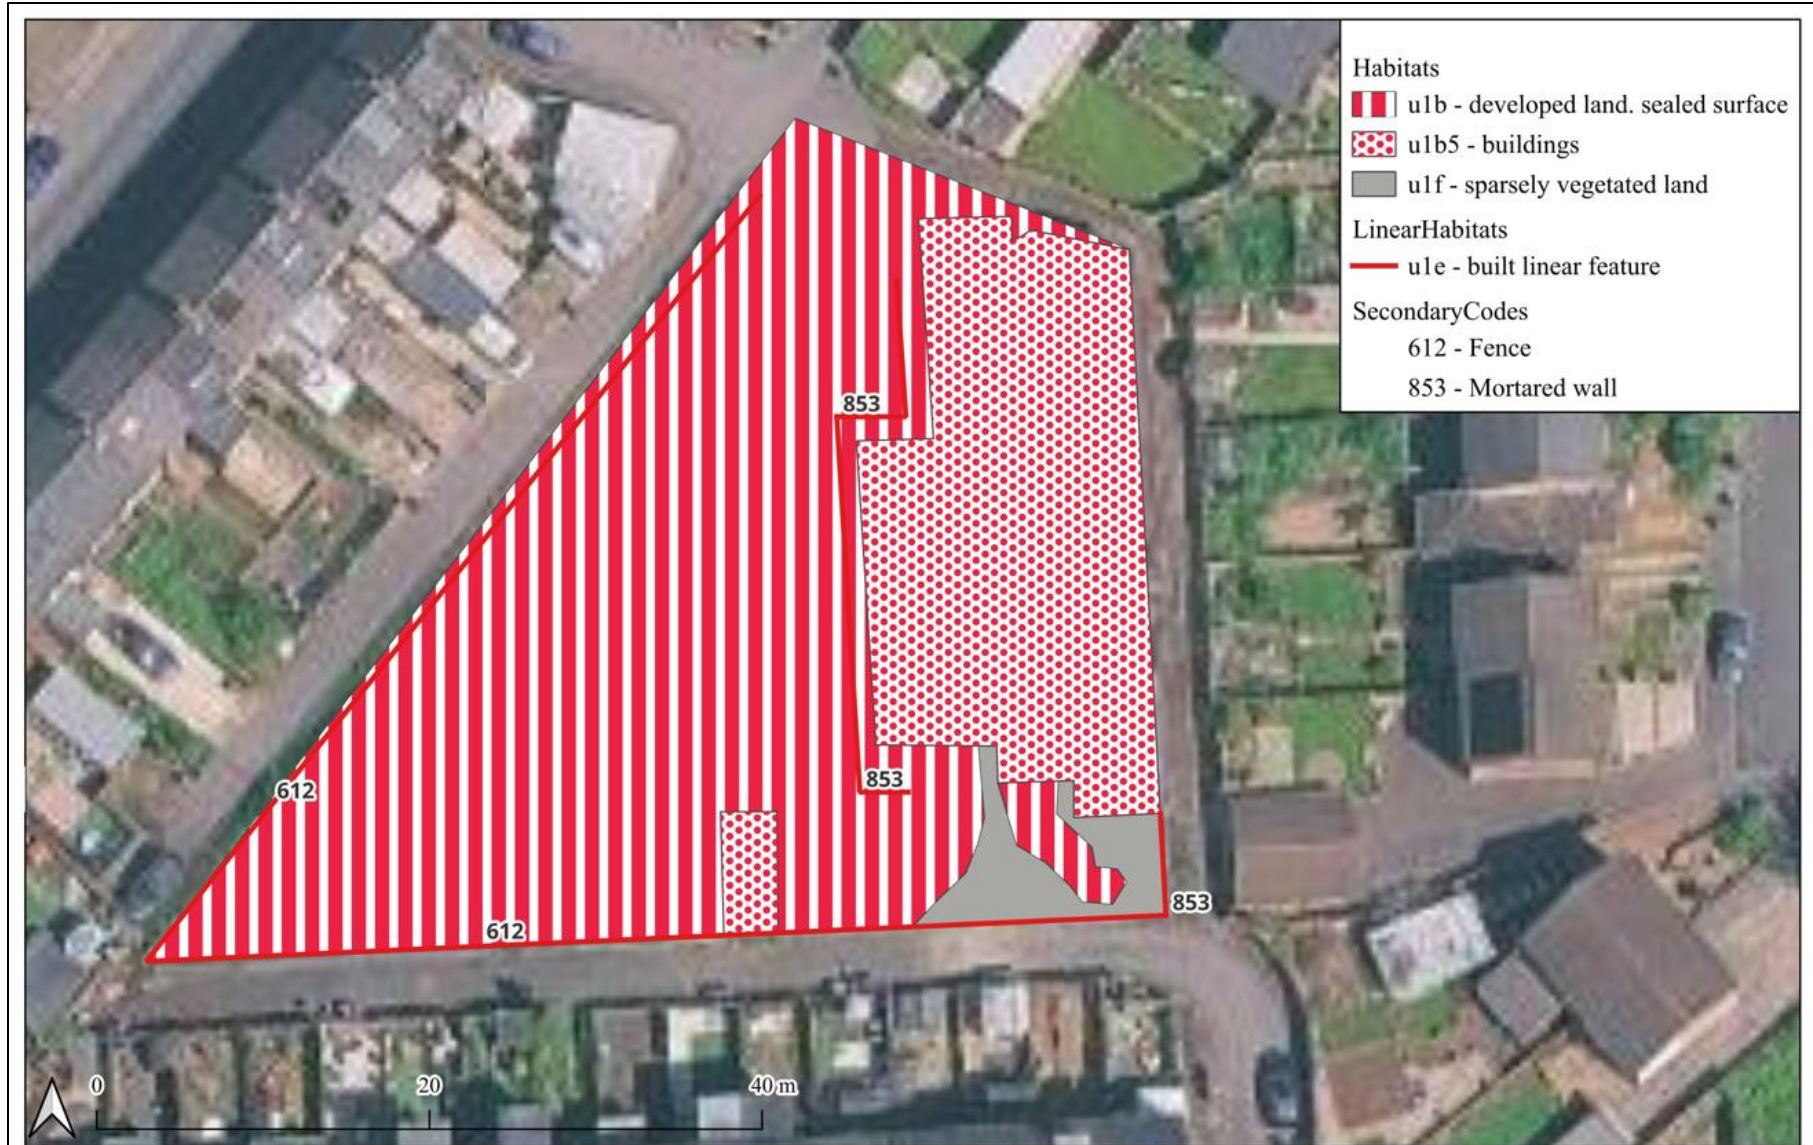 Habitats
u1b - developed land. sealed surface
u1b5 - buildings
u1f - sparsely vegetated land
LinearHabitats
u1e - built linear feature
SecondaryCodes
612 - Fence
853 - Mortared wall
853
853
612
853
612
0 20 40 m